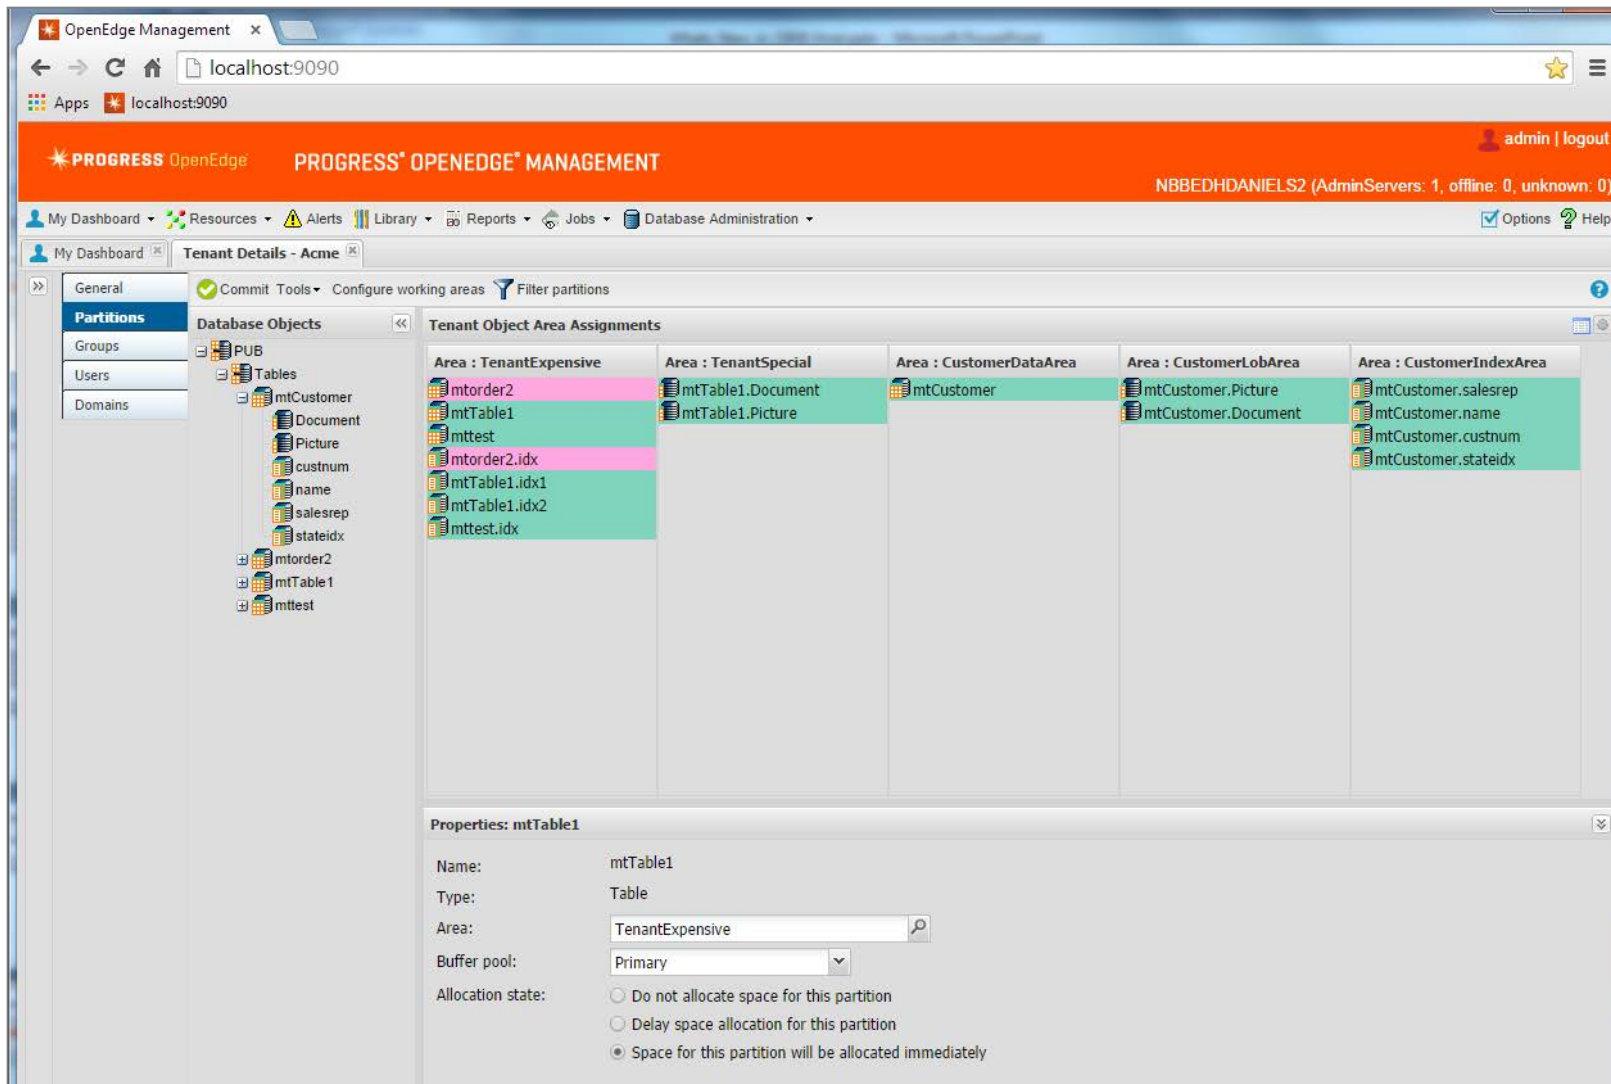 OpenEdge Management
localhost:9090
Apps localhost:9090
admin | logout
PROGRESS OpenEdge PROGRESS® OPENEDGE® MANAGEMENT
NBBEDHDANIELS2 (AdminServers: 1, offline: 0, unknown: 0)
My Dashboard Resources Alerts Library Reports Jobs Database Administration Options Help
My Dashboard Tenant Details - Acme
General
Partitions
Groups
Users
Domains
Commit Tools Configure working areas Filter partitions
Database Objects
PUB
Tables
mtCustomer
Document
Picture
custnum
name
salesrep
stateidx
mtorder2
mtTable1
mttest
Tenant Object Area Assignments
Area : TenantExpensive
mtorder2
mtTable1
mttest
mtorder2.idx
mtTable1.idx1
mtTable1.idx2
mttest.idx
Area : TenantSpecial
mtTable1.Document
mtTable1.Picture
Area : CustomerDataArea
mtCustomer
Area : CustomerLobArea
mtCustomer.Picture
mtCustomer.Document
Area : CustomerIndexArea
mtCustomer.salesrep
mtCustomer.name
mtCustomer.custnum
mtCustomer.stateidx
Properties: mtTable1
Name: mtTable1
Type: Table
Area: TenantExpensive
Buffer pool: Primary
Allocation state: Do not allocate space for this partition
Delay space allocation for this partition
Space for this partition will be allocated immediately